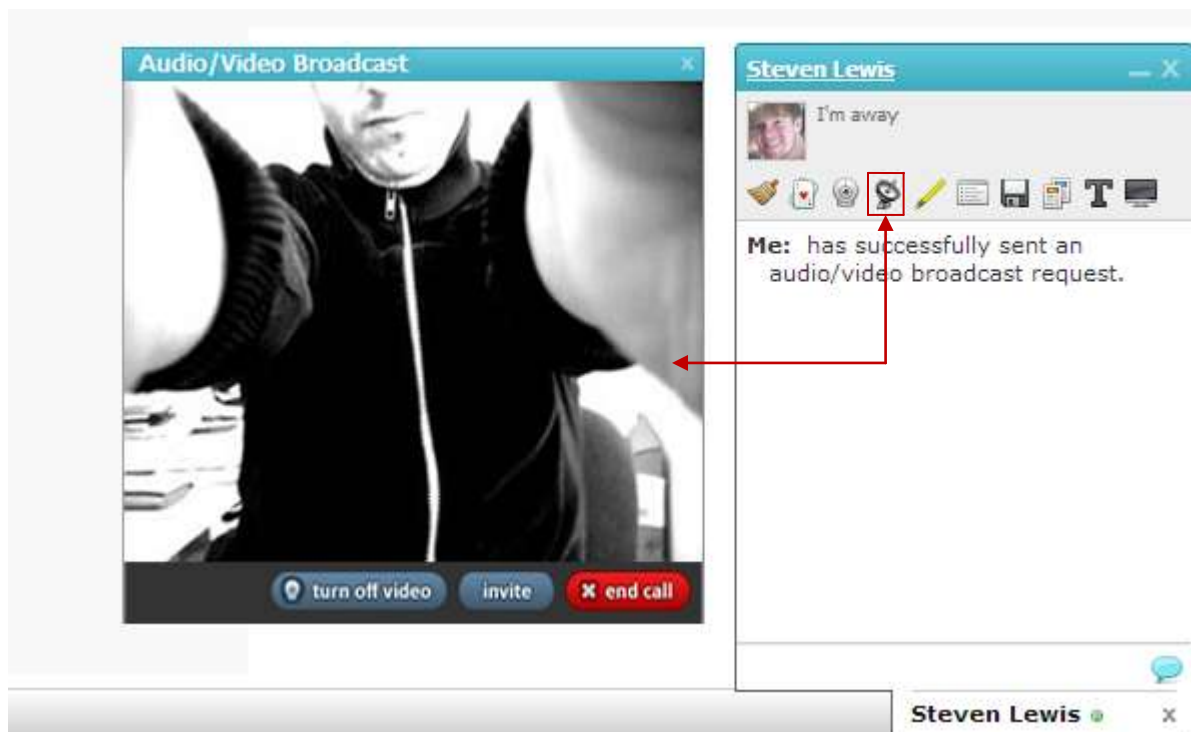 Audio/Video Broadcast
x
turn off video
invite
end call
Steven Lewis
I'm away
T
Me: has successfully sent an
audio/video broadcast request.
Steven Lewis
x